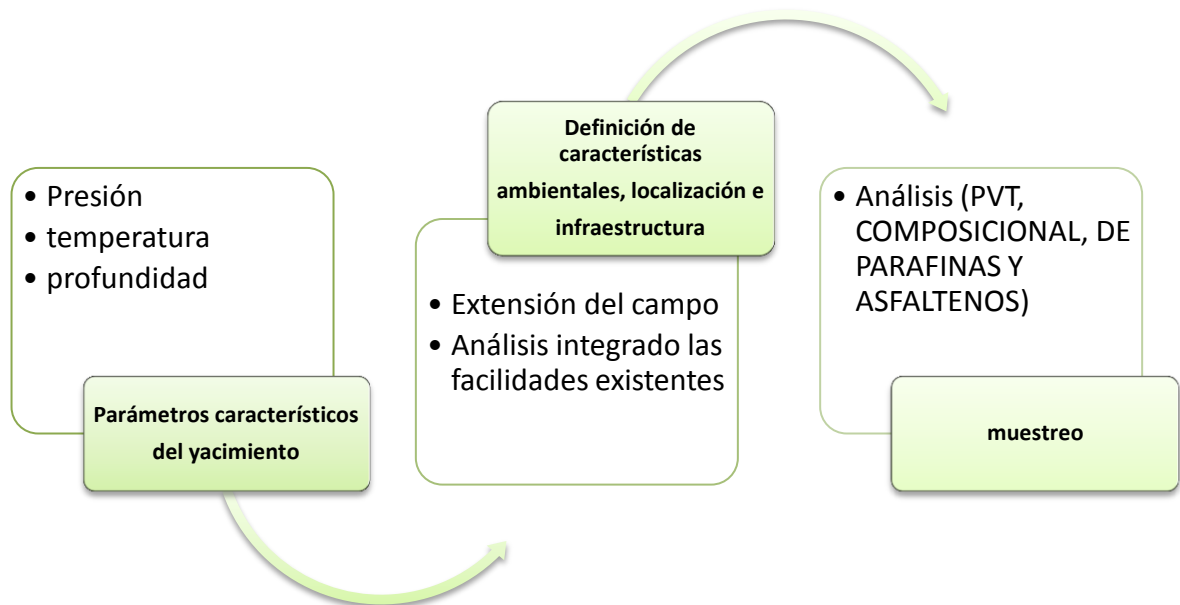 • Presión
• temperatura
• profundidad
Parámetros característicos
del yacimiento
Definición de
características
ambientales, localización e
infraestructura
• Extensión del campo
• Análisis integrado las
facilidades existentes
• Análisis (PVT,
COMPOSICIONAL, DE
PARAFINAS Y
ASFALTENOS)
muestreo